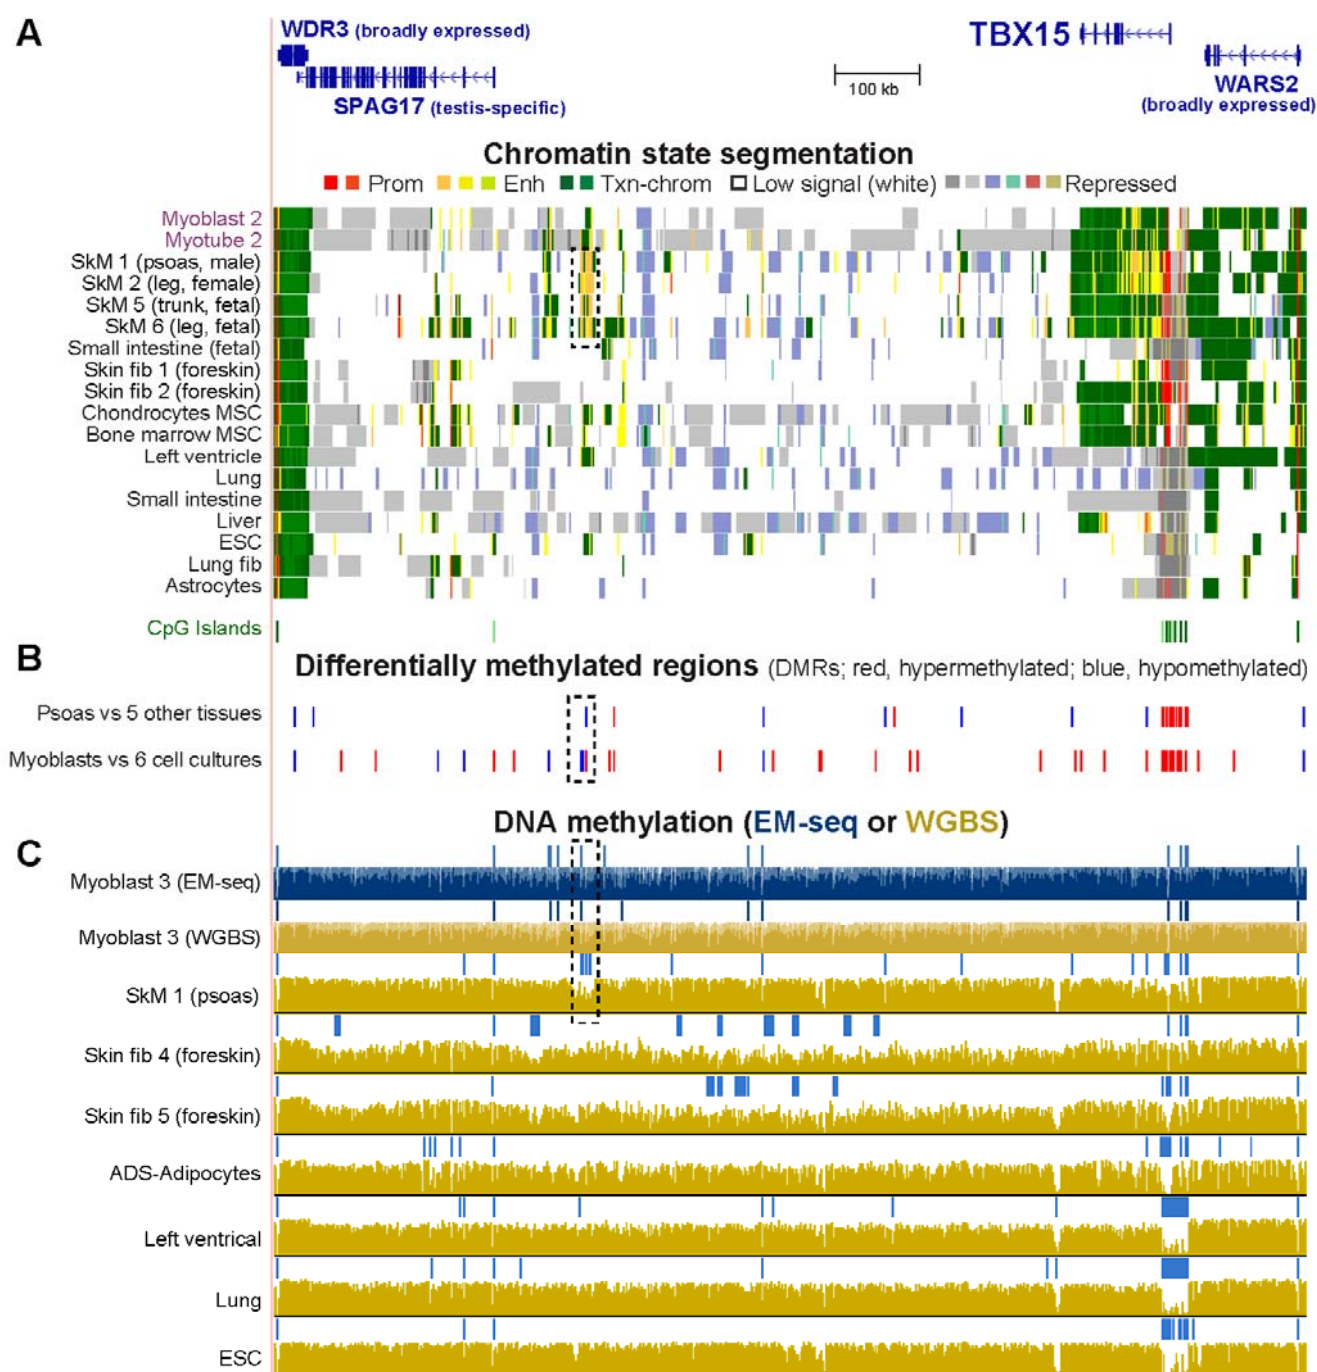 A
WDR3 (broadly expressed)
TBX15
100 kb
WARS2
(broadly expressed)
SPAG17 (testis-specific)
Chromatin state segmentation
Prom Enh Txn-chrom Low signal (white) Repressed
Myoblast 2
Myotube 2
SkM 1 (psoas, male)
SkM 2 (leg, female)
SkM 5 (trunk, fetal)
SkM 6 (leg, fetal)
Small intestine (fetal)
Skin fib 1 (foreskin)
Skin fib 2 (foreskin)
Chondrocytes MSC
Bone marrow MSC
Left ventricle
Lung
Small intestine
Liver
ESC
Lung fib
Astrocytes
CpG Islands
B
Differentially methylated regions (DMRs; red, hypermethylated; blue, hypomethylated)
Psoas vs 5 other tissues
Myoblasts vs 6 cell cultures
DNA methylation (EM-seq or WGBS)
C
Myoblast 3 (EM-seq)
Myoblast 3 (WGBS)
SkM 1 (psoas)
Skin fib 4 (foreskin)
Skin fib 5 (foreskin)
ADS-Adipocytes
Left ventrical
Lung
ESC